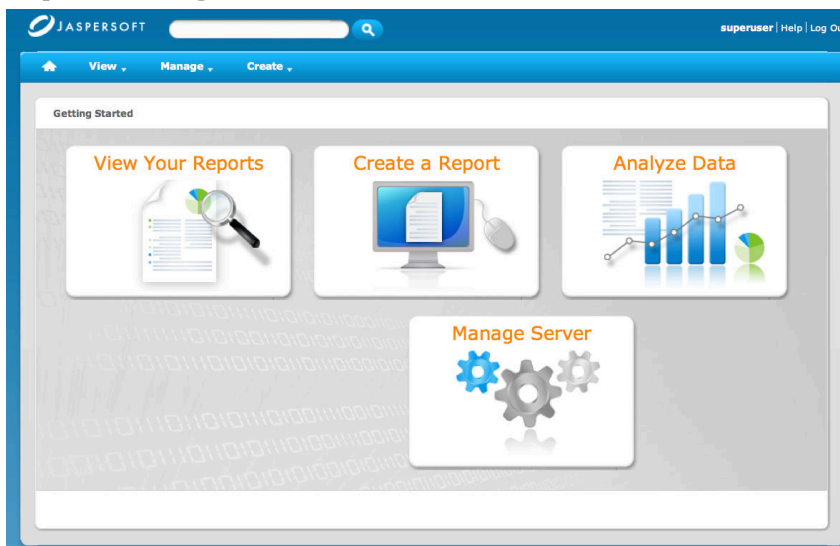 JASPERSOFT
superuser | Help | Log Ou
View
Manage
Create
Getting Started
View Your Reports
Create a Report
Analyze Data
Manage Server